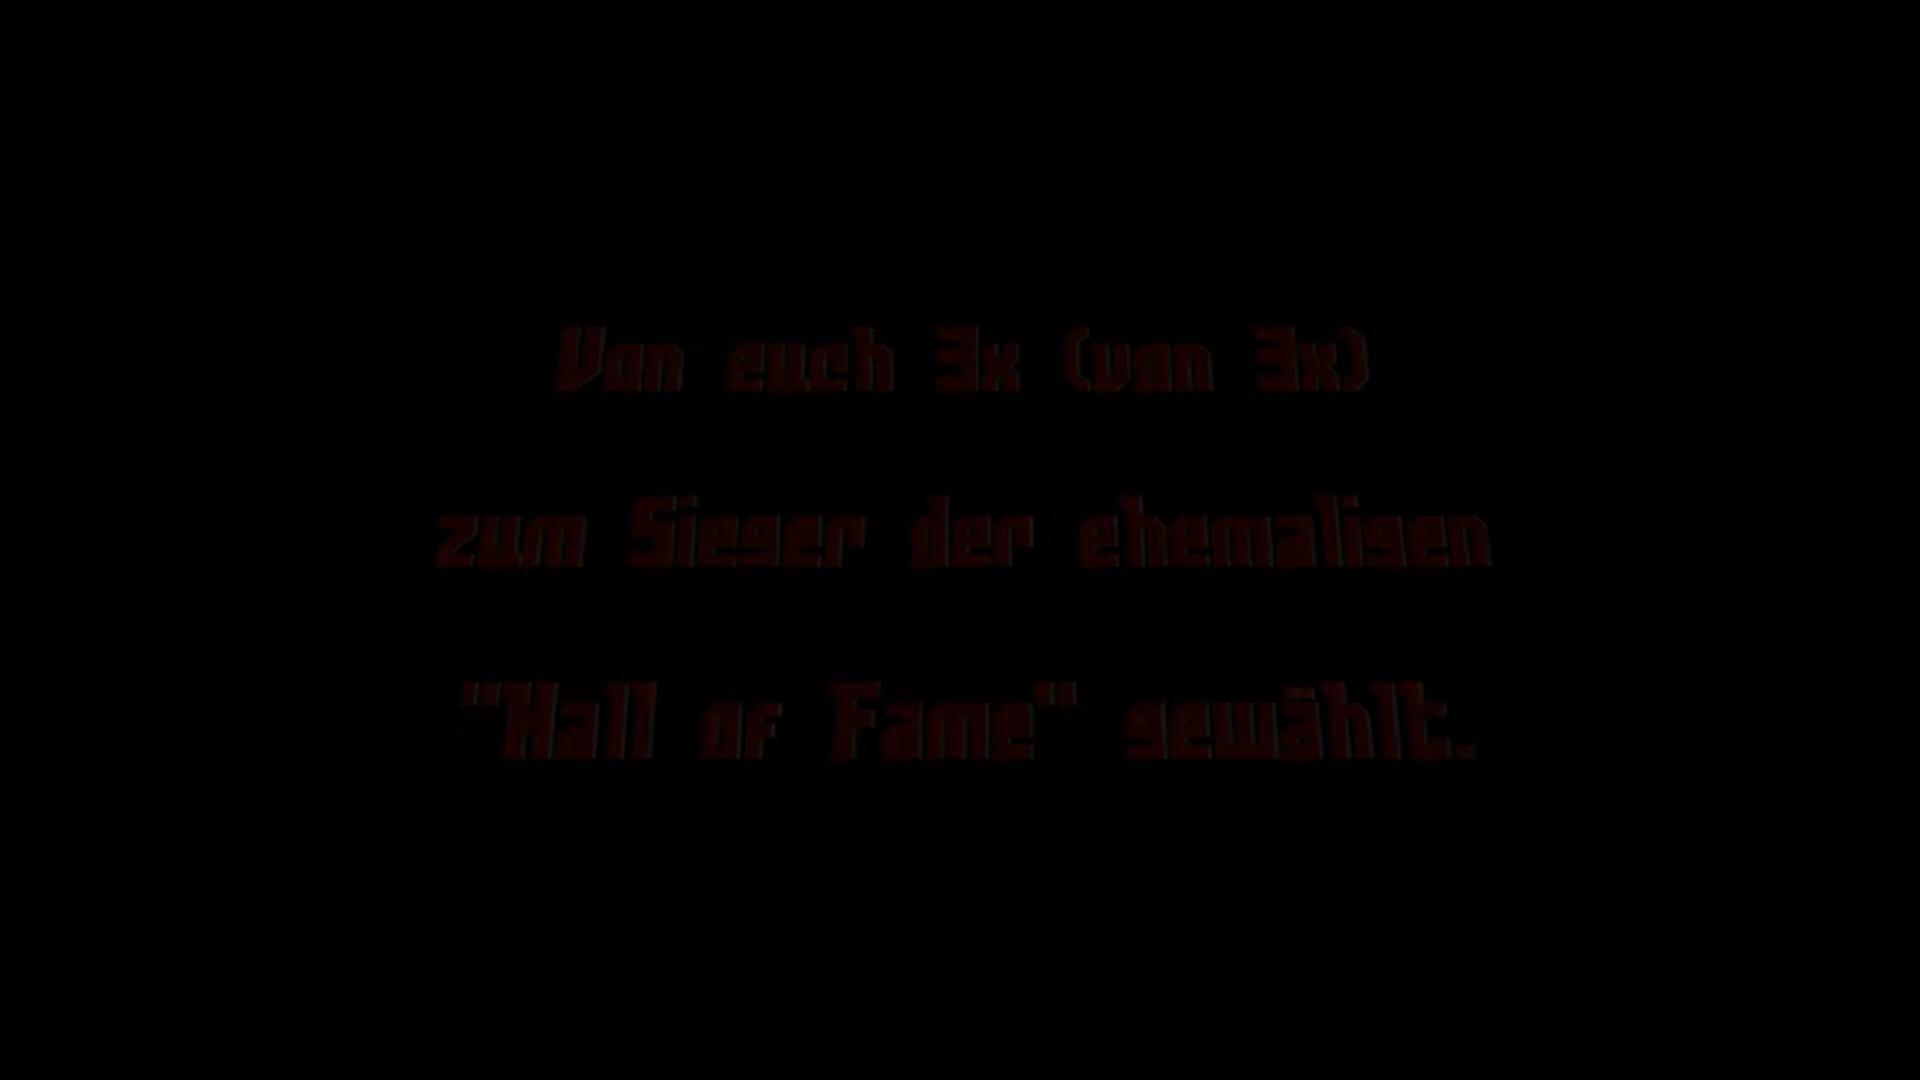 Von euch 3x (von 3x)
zum Sieger der ehemaligen
"Hall of Fame" gewählt.